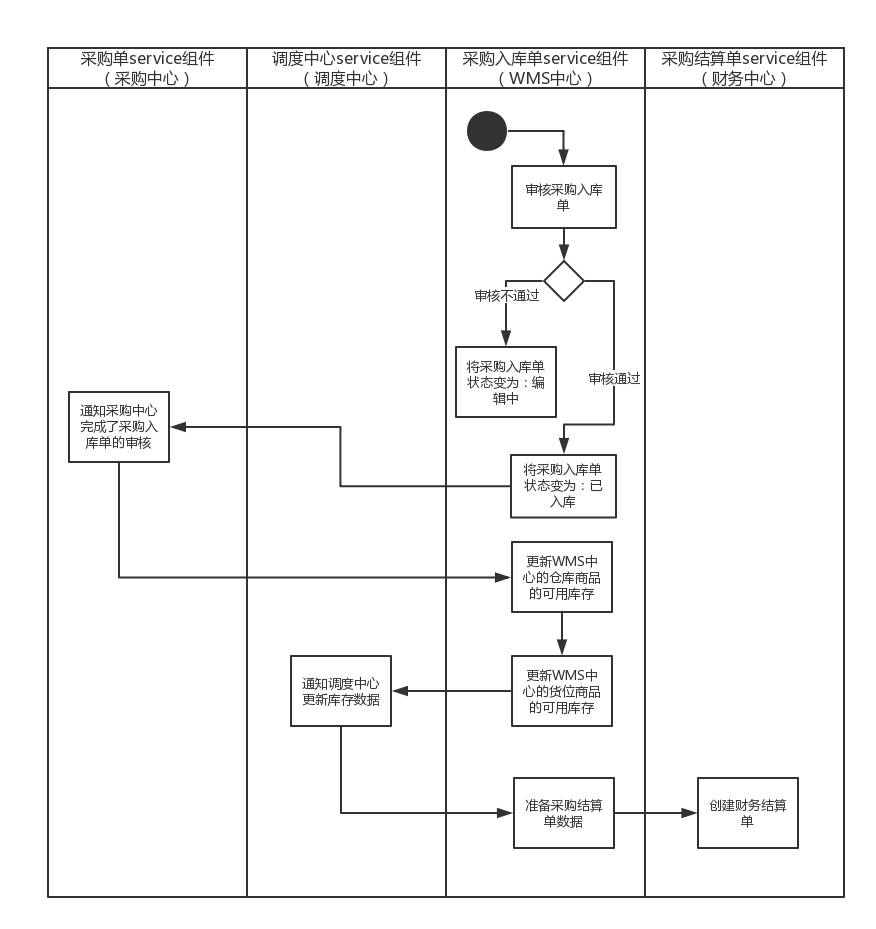 采购单service组件
（采购中心）
调度中心service组件
（调度中心）
采购入库单service组件
（WMS中心）
采购结算单service组件
（财务中心）
审核采购入库
单
审核不通过
将采购入库单
状态变为：编
辑中
审核通过
通知采购中心
完成了采购入
库单的审核
将采购入库单
状态变为：已
入库
更新WMS中
心的仓库商品
的可用库存
通知调度中心
更新库存数据
更新WMS中
心的货位商品
的可用库存
准备采购结算
单数据
创建财务结算
单